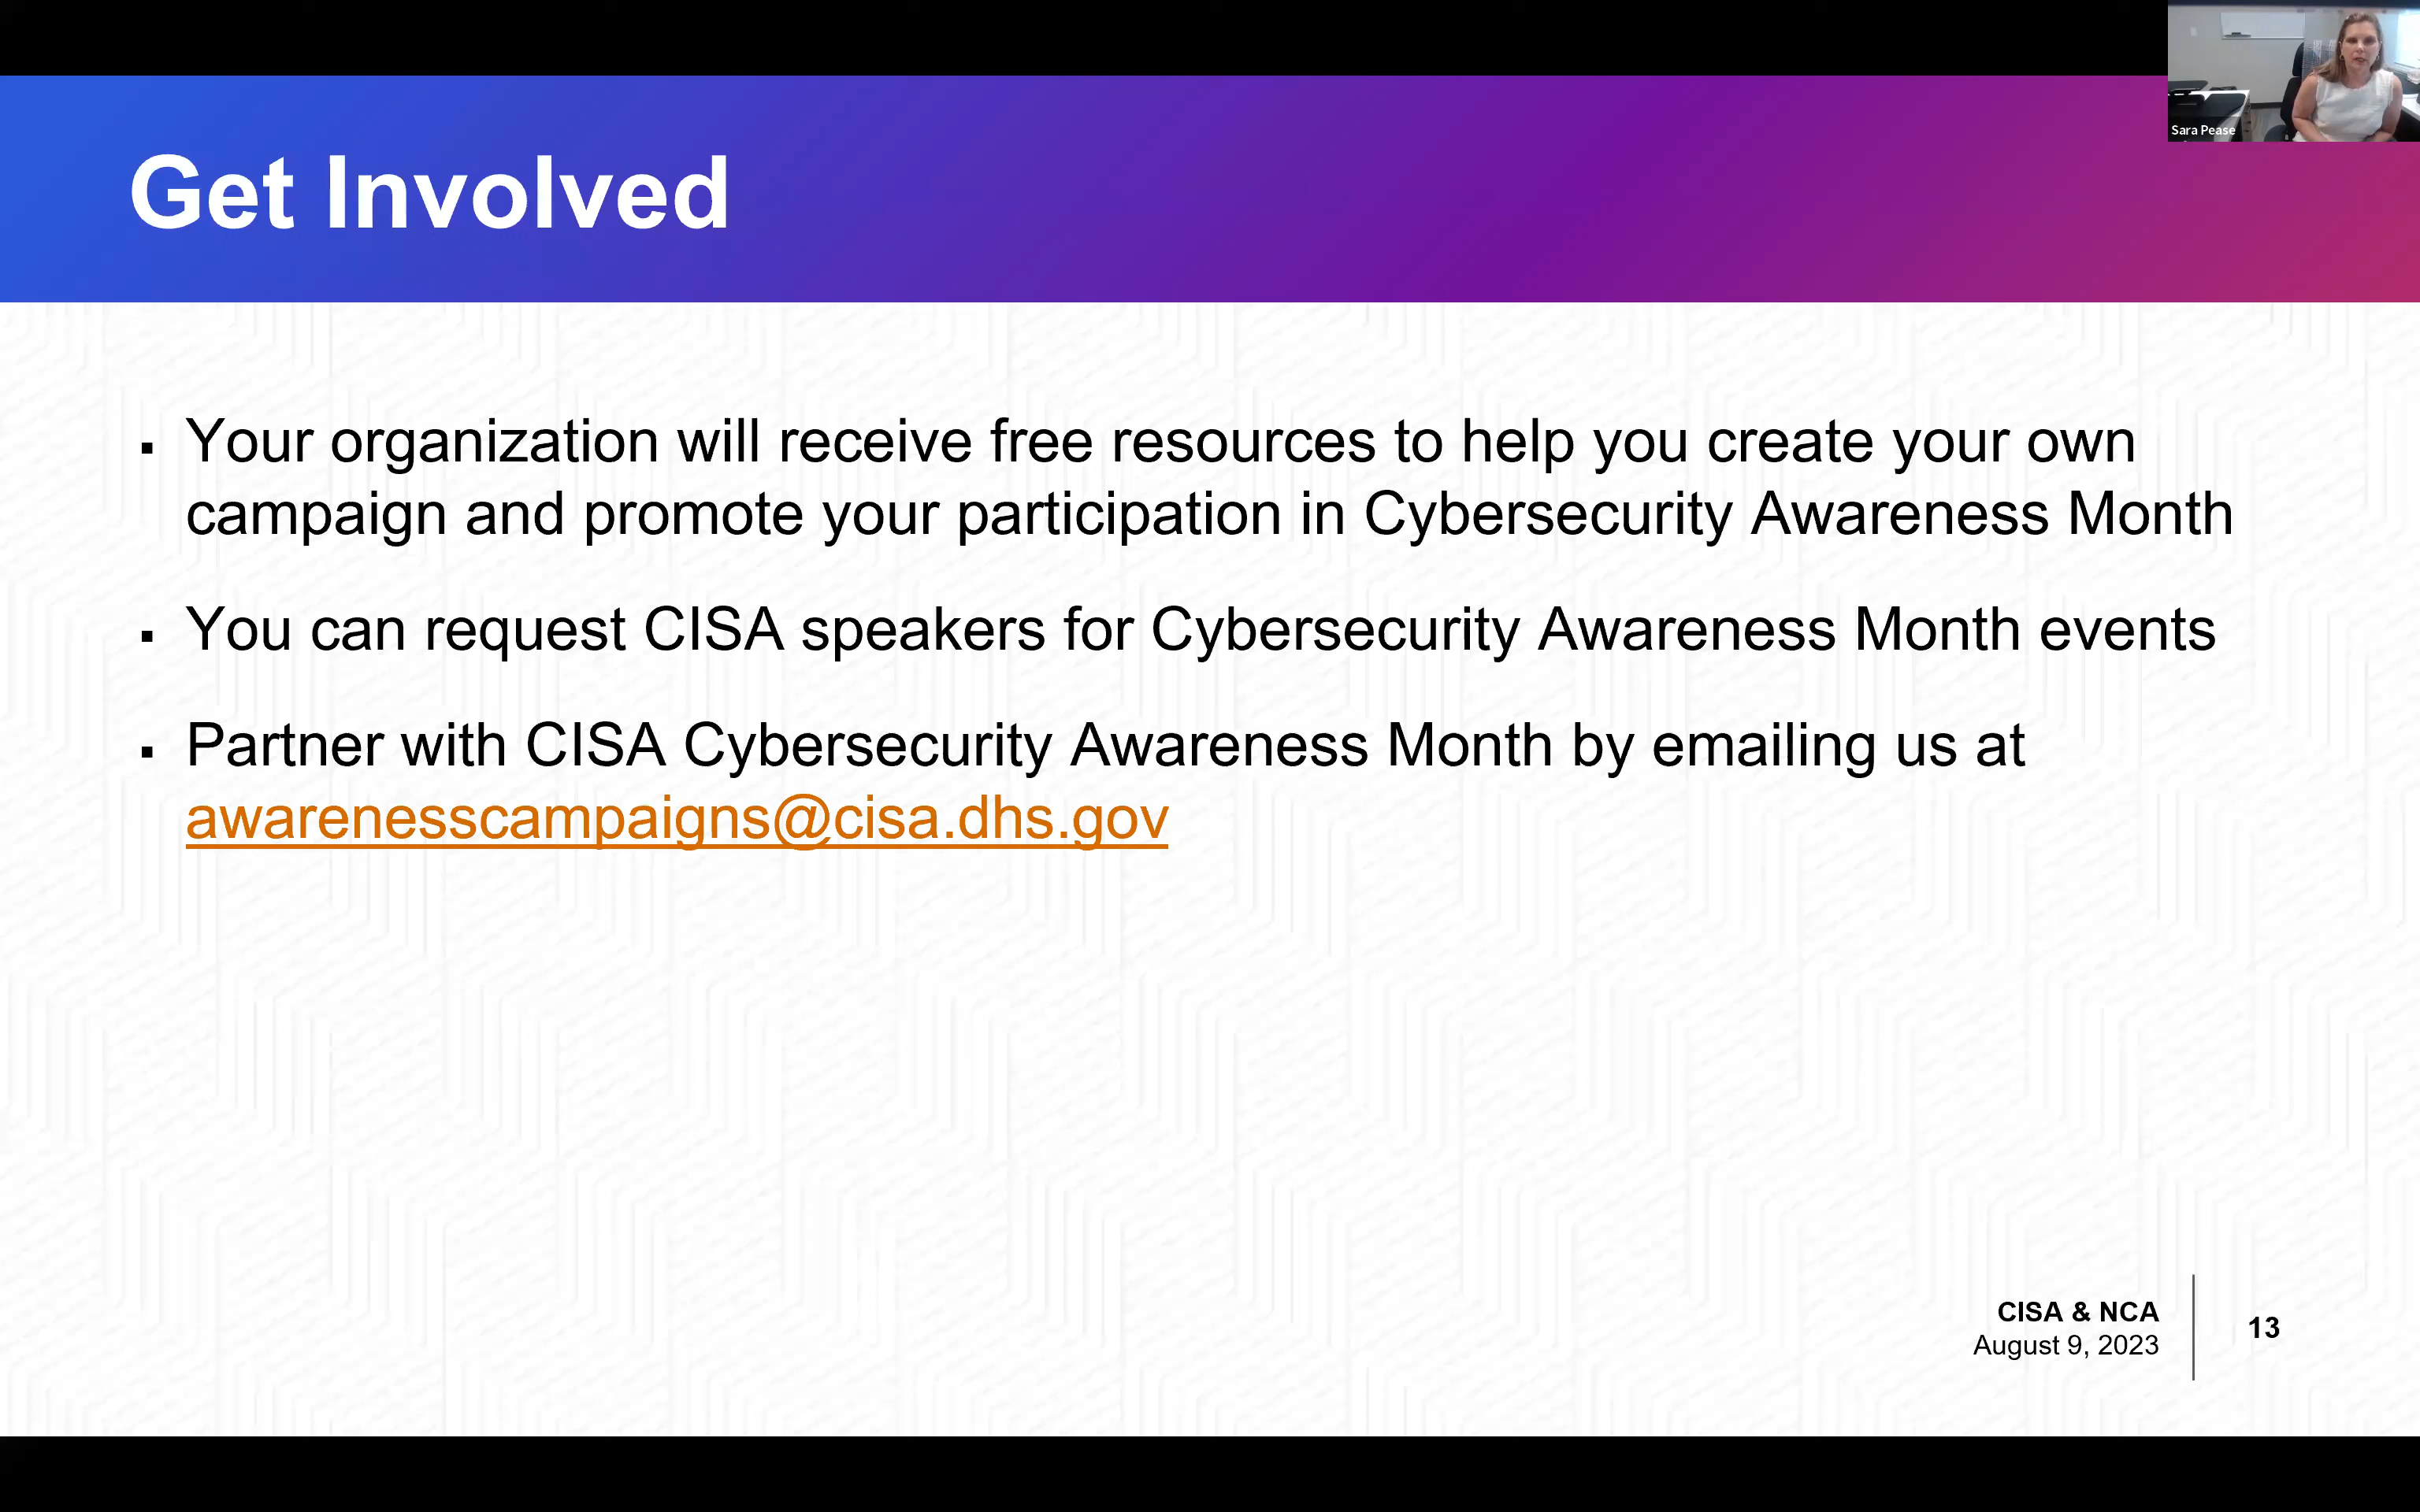 Sara Pease
Get Involved
▪ Your organization will receive free resources to help you create your own
campaign and promote your participation in Cybersecurity Awareness Month
▪ You can request CISA speakers for Cybersecurity Awareness Month events
▪ Partner with CISA Cybersecurity Awareness Month by emailing us at
awarenesscampaigns@cisa.dhs.gov
CISA & NCA
August 9, 2023
13